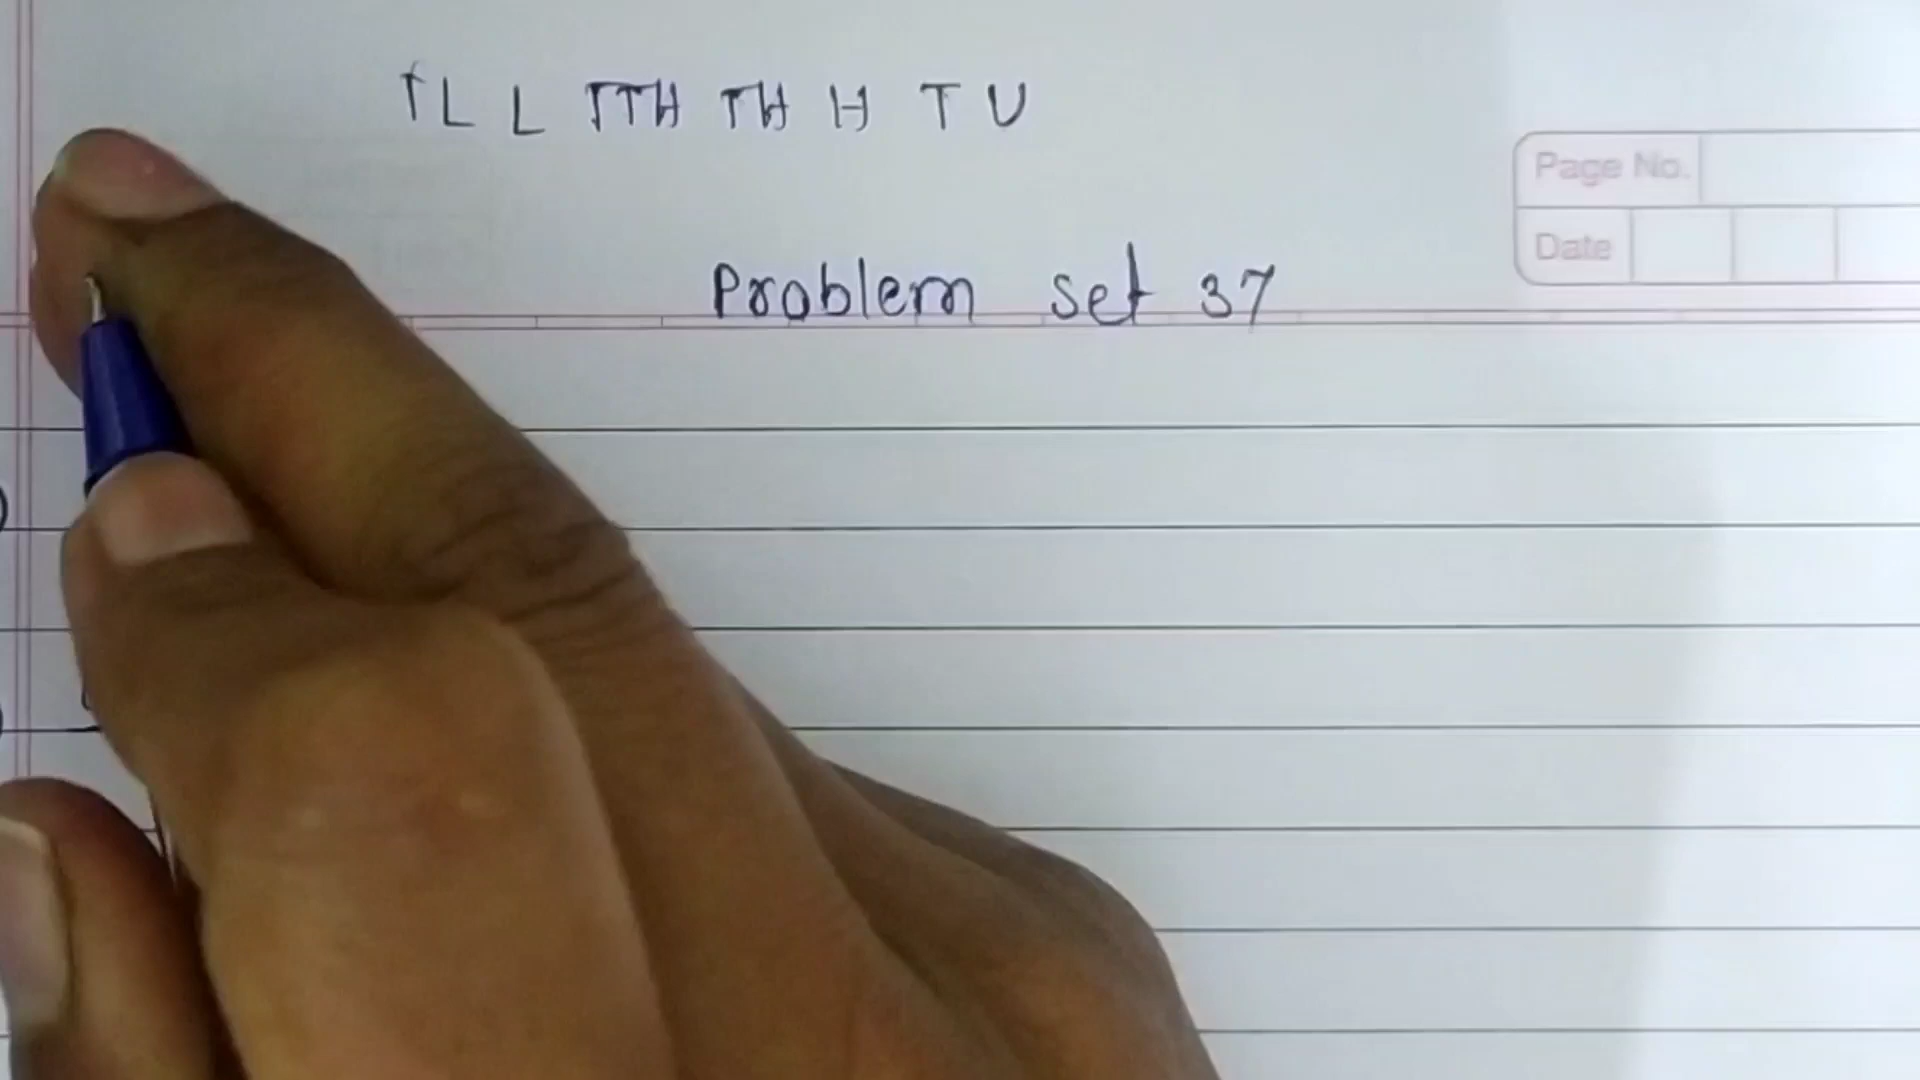 TL L TTH TH H T U
Page No.
Problem set 37
Date